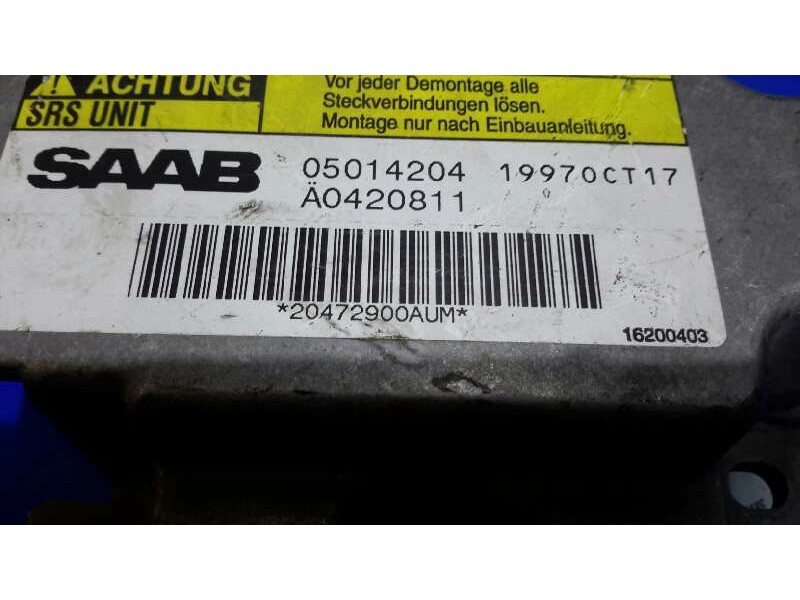 ACHTUNG
SRS UNIT
Vor jeder Demontage alle
Steckverbindungen lösen.
Montage nur nach Einbauanleitung.
SAAB
05014204 19970CT17
Ä0420811
*20472900AUM*
16200403